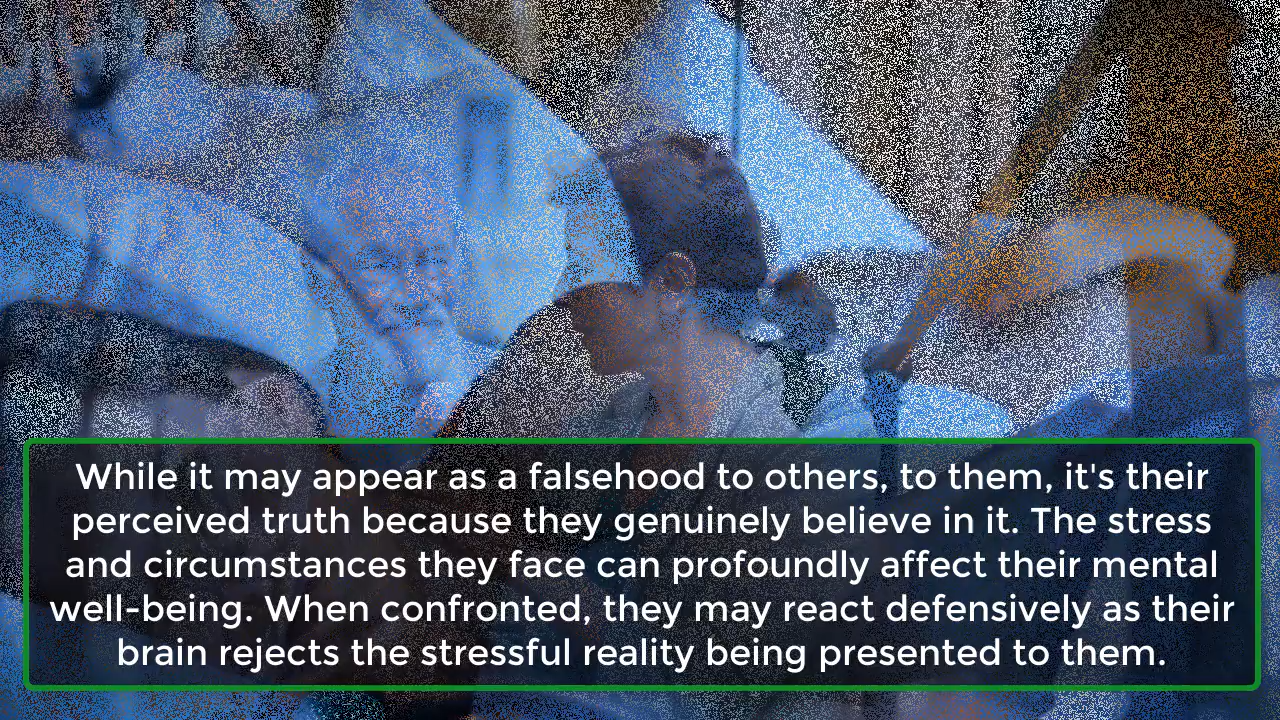 While it may appear as a falsehood to others, to them, it's their
perceived truth because they genuinely believe in it. The stress
and circumstances they face can profoundly affect their mental
well-being. When confronted, they may react defensively as their
brain rejects the stressful reality being presented to them.